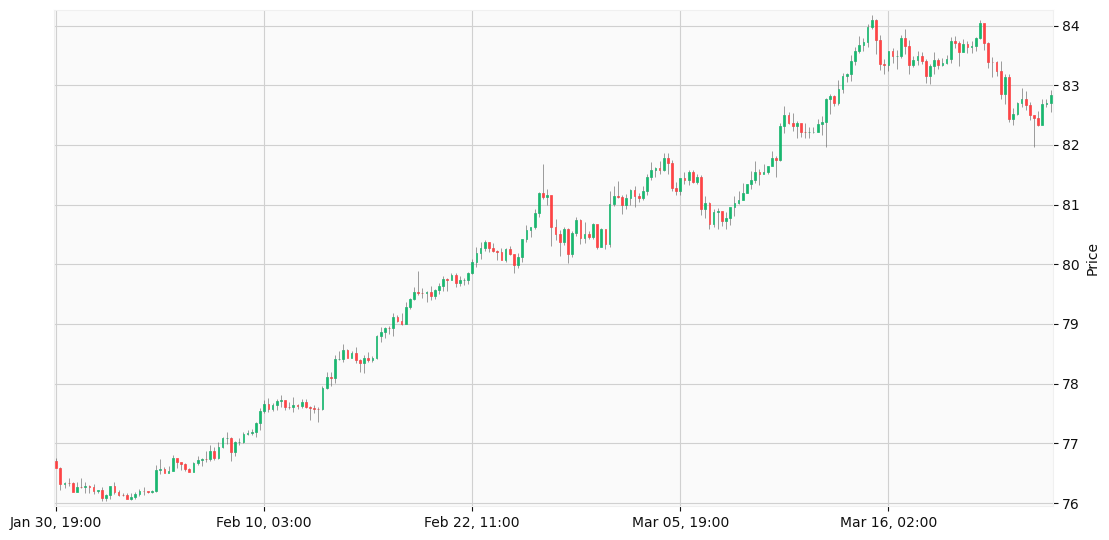 84
83
82
81
80
79
78
77
76
Price
Jan 30, 19:00
Feb 10, 03:00
Feb 22, 11:00
Mar 05, 19:00
Mar 16, 02:00